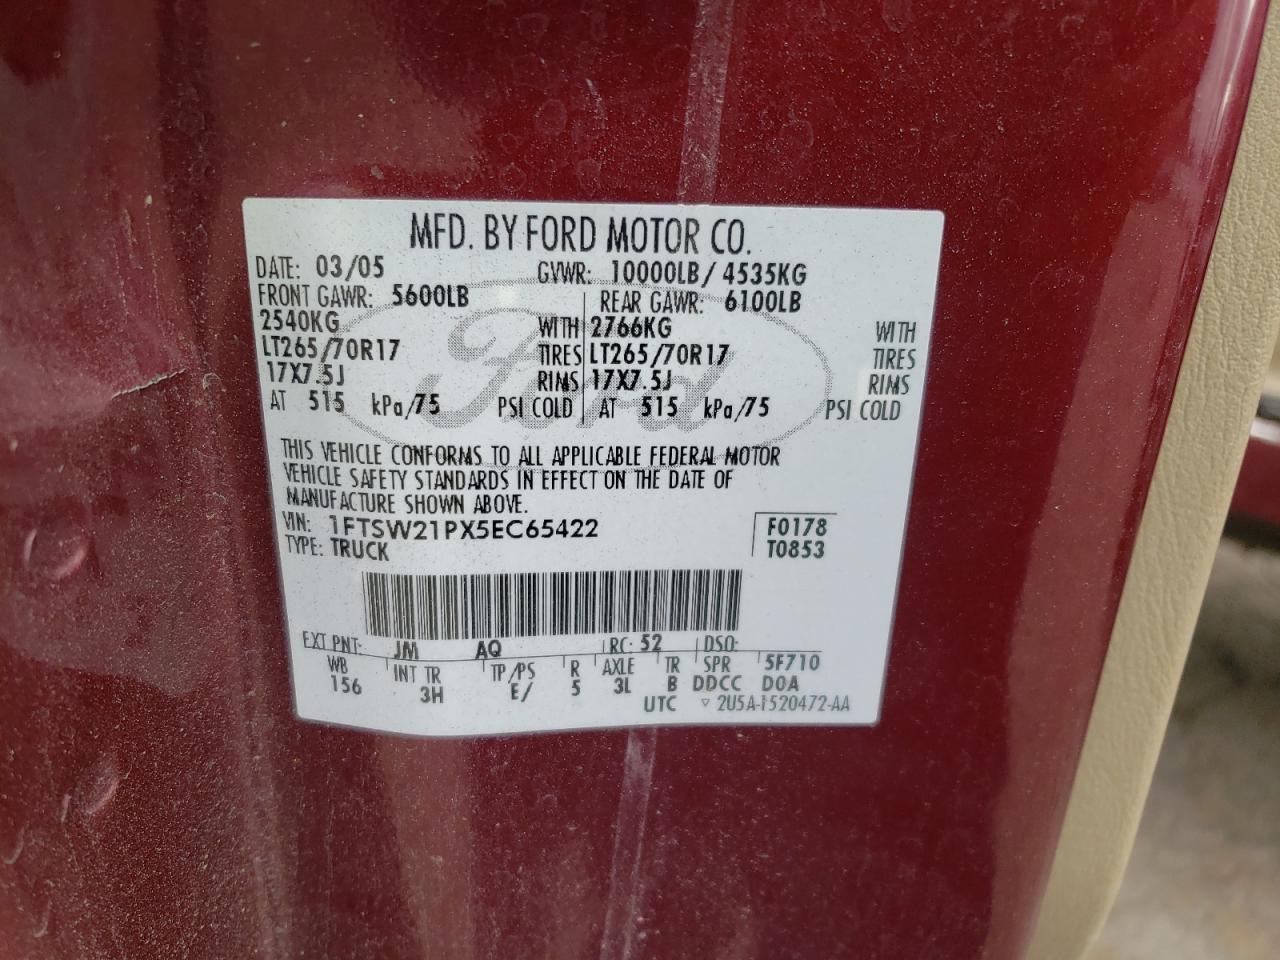 MFD. BY FORD MOTOR CO.
DATE: 03/05 GVWR: 10000LB/ 4535KG
FRONT GAWR: 5600LB REAR GAWR: 6100LB
2540KG WITH 2766KG WITH
LT265/70R17 TIRES LT265/70R17 TIRES
17X7.5J RIMS 17X7.5J RIMS
AT 515 kPa/75 PSI COLD AT 515 kPa/75 PSI COLD
Ford
THIS VEHICLE CONFORMS TO ALL APPLICABLE FEDERAL MOTOR
VEHICLE SAFETY STANDARDS IN EFFECT ON THE DATE OF
MANUFACTURE SHOWN ABOVE.
VIN: 1FTSW21PX5EC65422 F0178
TYPE: TRUCK T0853
EXT PNT: JM AQ RC: 52 DSO:
WB INT TR TP/PS R AXLE TR SPR 5F710
156 3H E/ 5 3L B DDCC D0A
UTC ▽ 2U5A-1520472-AA